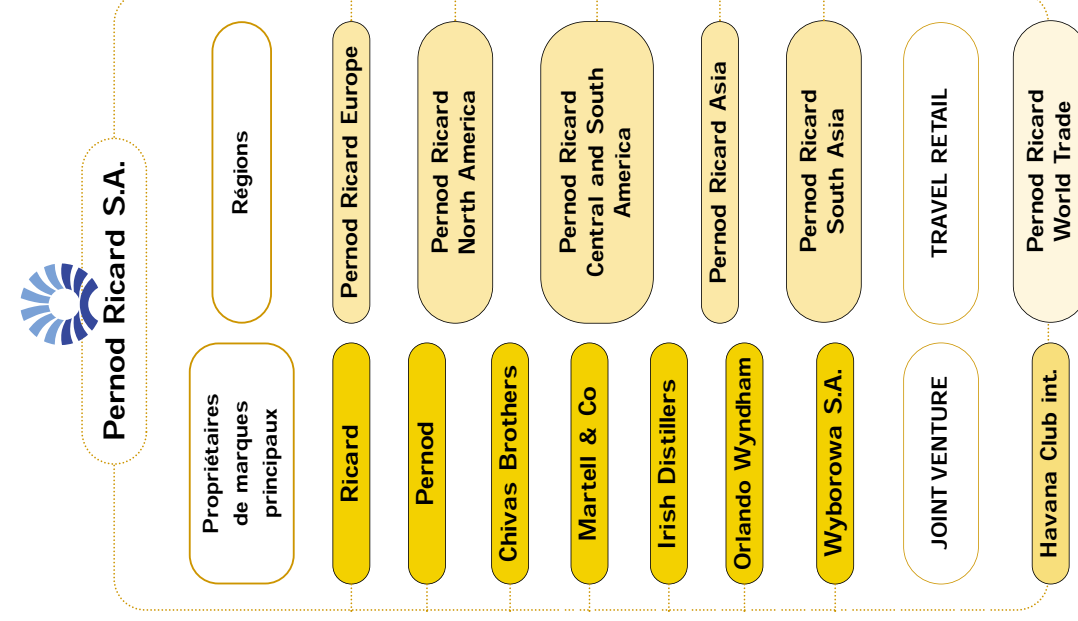 Pernod Ricard S.A.
Propriétaires
de marques
principaux
Ricard
Pernod
Chivas Brothers
Martell & Co
Irish Distillers
Orlando Wyndham
Wyborowa S.A.
JOINT VENTURE
Havana Club int.
Régions
Pernod Ricard Europe
Pernod Ricard
North America
Pernod Ricard
Central and South
America
Pernod Ricard Asia
Pernod Ricard
South Asia
TRAVEL RETAIL
Pernod Ricard
World Trade